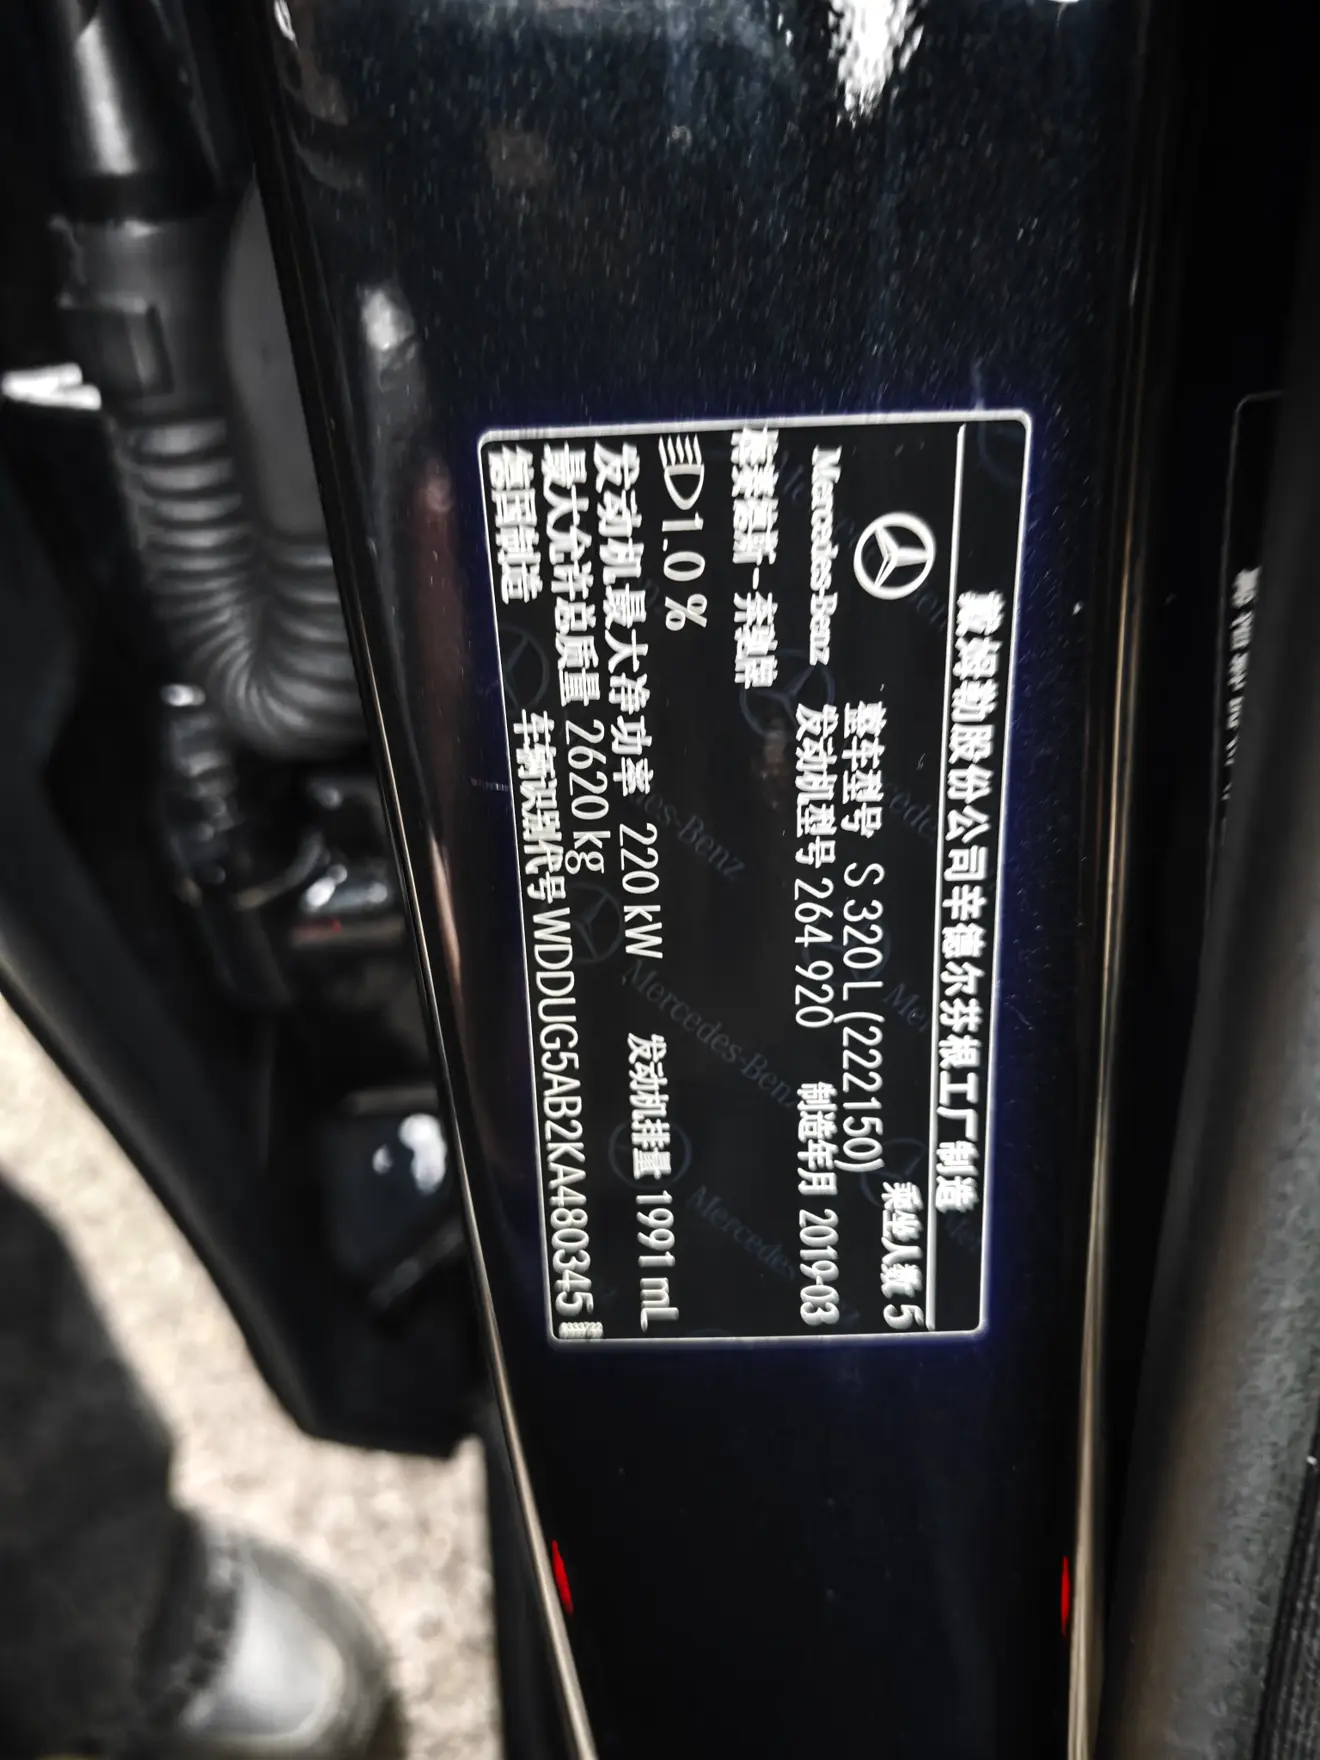 戴姆勒股份公司辛德尔芬根工厂制造
乘坐人数 5
Mercedes-Benz
整车型号 S 320 L (222150)
发动机型号 264 920
制造年月 2019-03
梅赛德斯-奔驰牌
1.0 %
发动机最大净功率 220 kW
发动机排量 1991 mL
最大允许总质量 2620 kg
德国制造
车辆识别代号 WDDUG5AB2KA480345